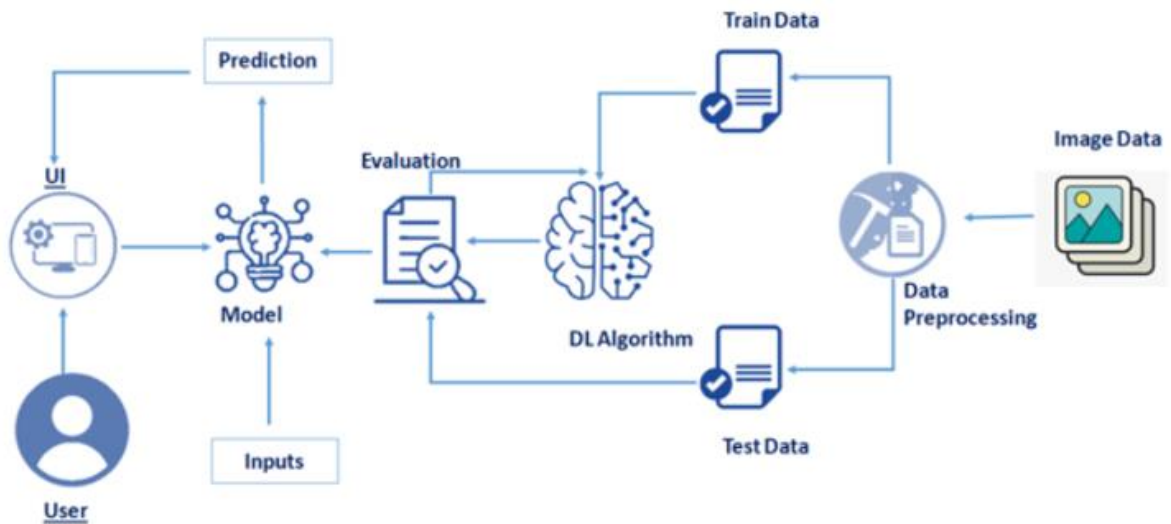 Train Data
Prediction
Image Data
Evaluation
UI
Model
Data
Preprocessing
DL Algorithm
Test Data
Inputs
User